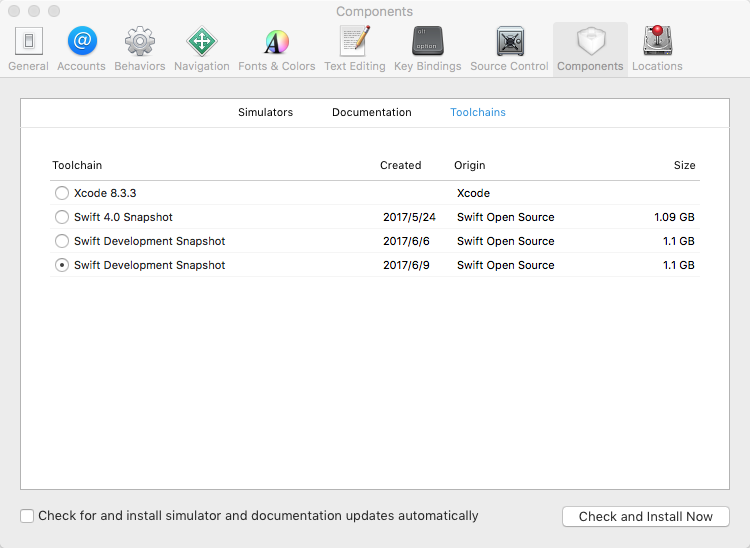 Components
General Accounts Behaviors Navigation Fonts & Colors Text Editing Key Bindings Source Control Components Locations
Simulators Documentation Toolchains
Toolchain Created Origin Size
Xcode 8.3.3 Xcode
Swift 4.0 Snapshot 2017/5/24 Swift Open Source 1.09 GB
Swift Development Snapshot 2017/6/6 Swift Open Source 1.1 GB
Swift Development Snapshot 2017/6/9 Swift Open Source 1.1 GB
Check for and install simulator and documentation updates automatically Check and Install Now